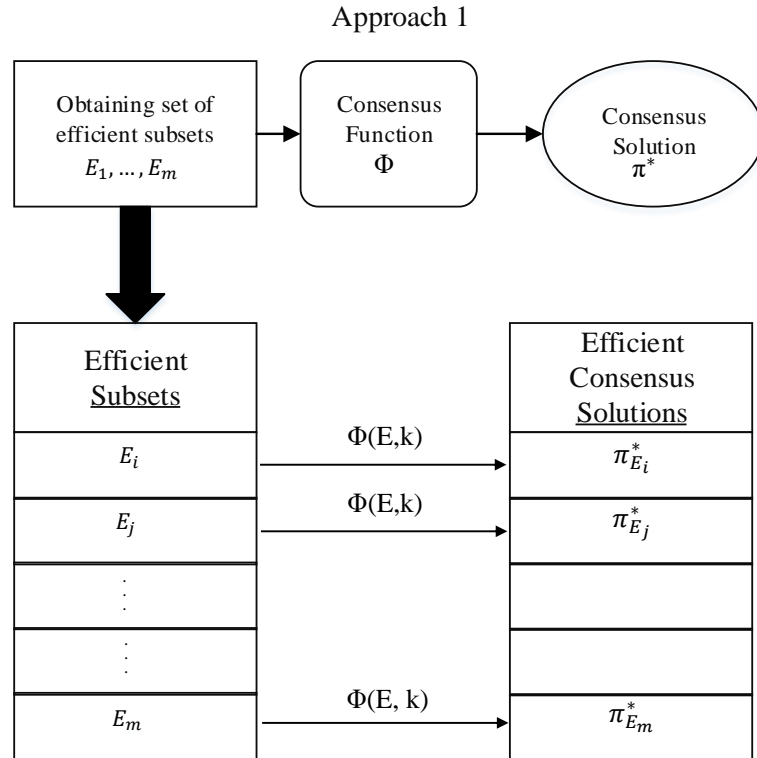 Approach 1
Obtaining set of
efficient subsets
E₁, … , Eₘ
Consensus
Function
Φ
Consensus
Solution
π*
Efficient
Subsets
Efficient
Consensus
Solutions
Eᵢ
Φ(E,k)
π*_{Eᵢ}
Eⱼ
Φ(E,k)
π*_{Eⱼ}
⋮
⋮
Eₘ
Φ(E, k)
π*_{Eₘ}